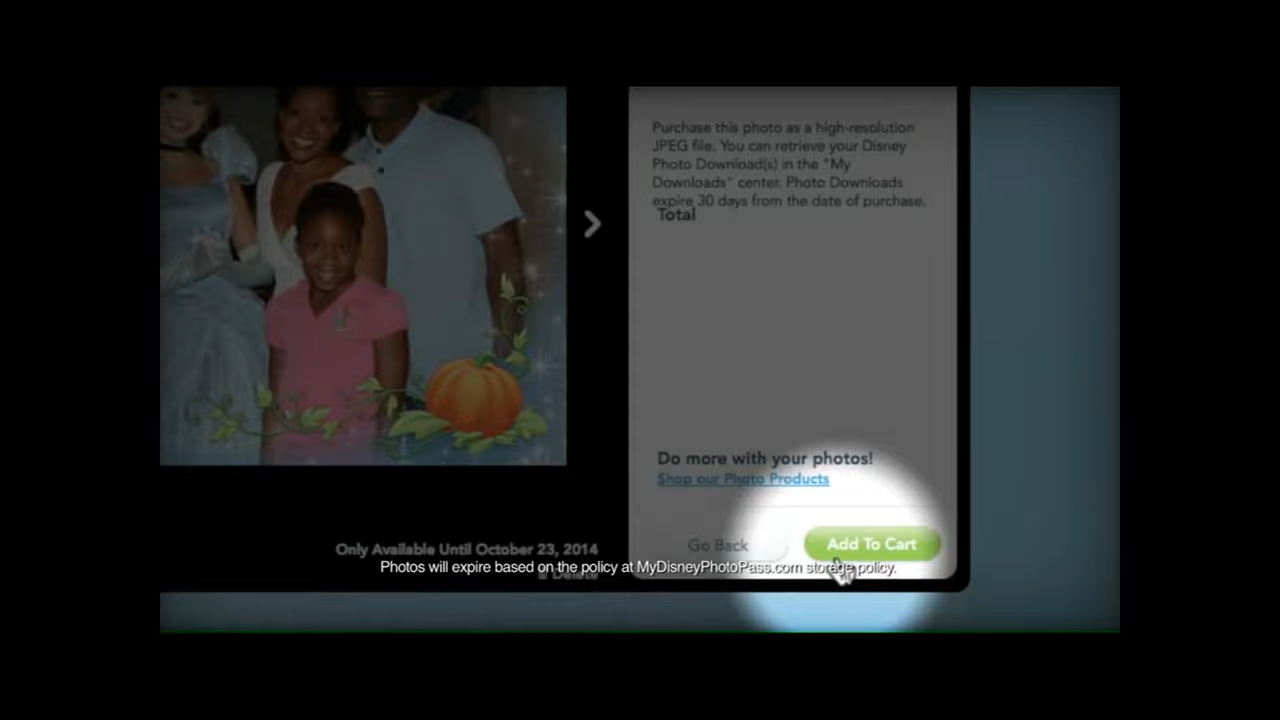 Purchase this photo as a high-resolution
JPEG file. You can retrieve your Disney
Photo Download(s) in the "My
Downloads" center. Photo Downloads
expire 30 days from the date of purchase.
Total
Do more with your photos!
Shop our Photo Products
Go Back
Add To Cart
Only Available Until October 23, 2014
Photos will expire based on the policy at MyDisneyPhotoPass.com storage policy.
Delete